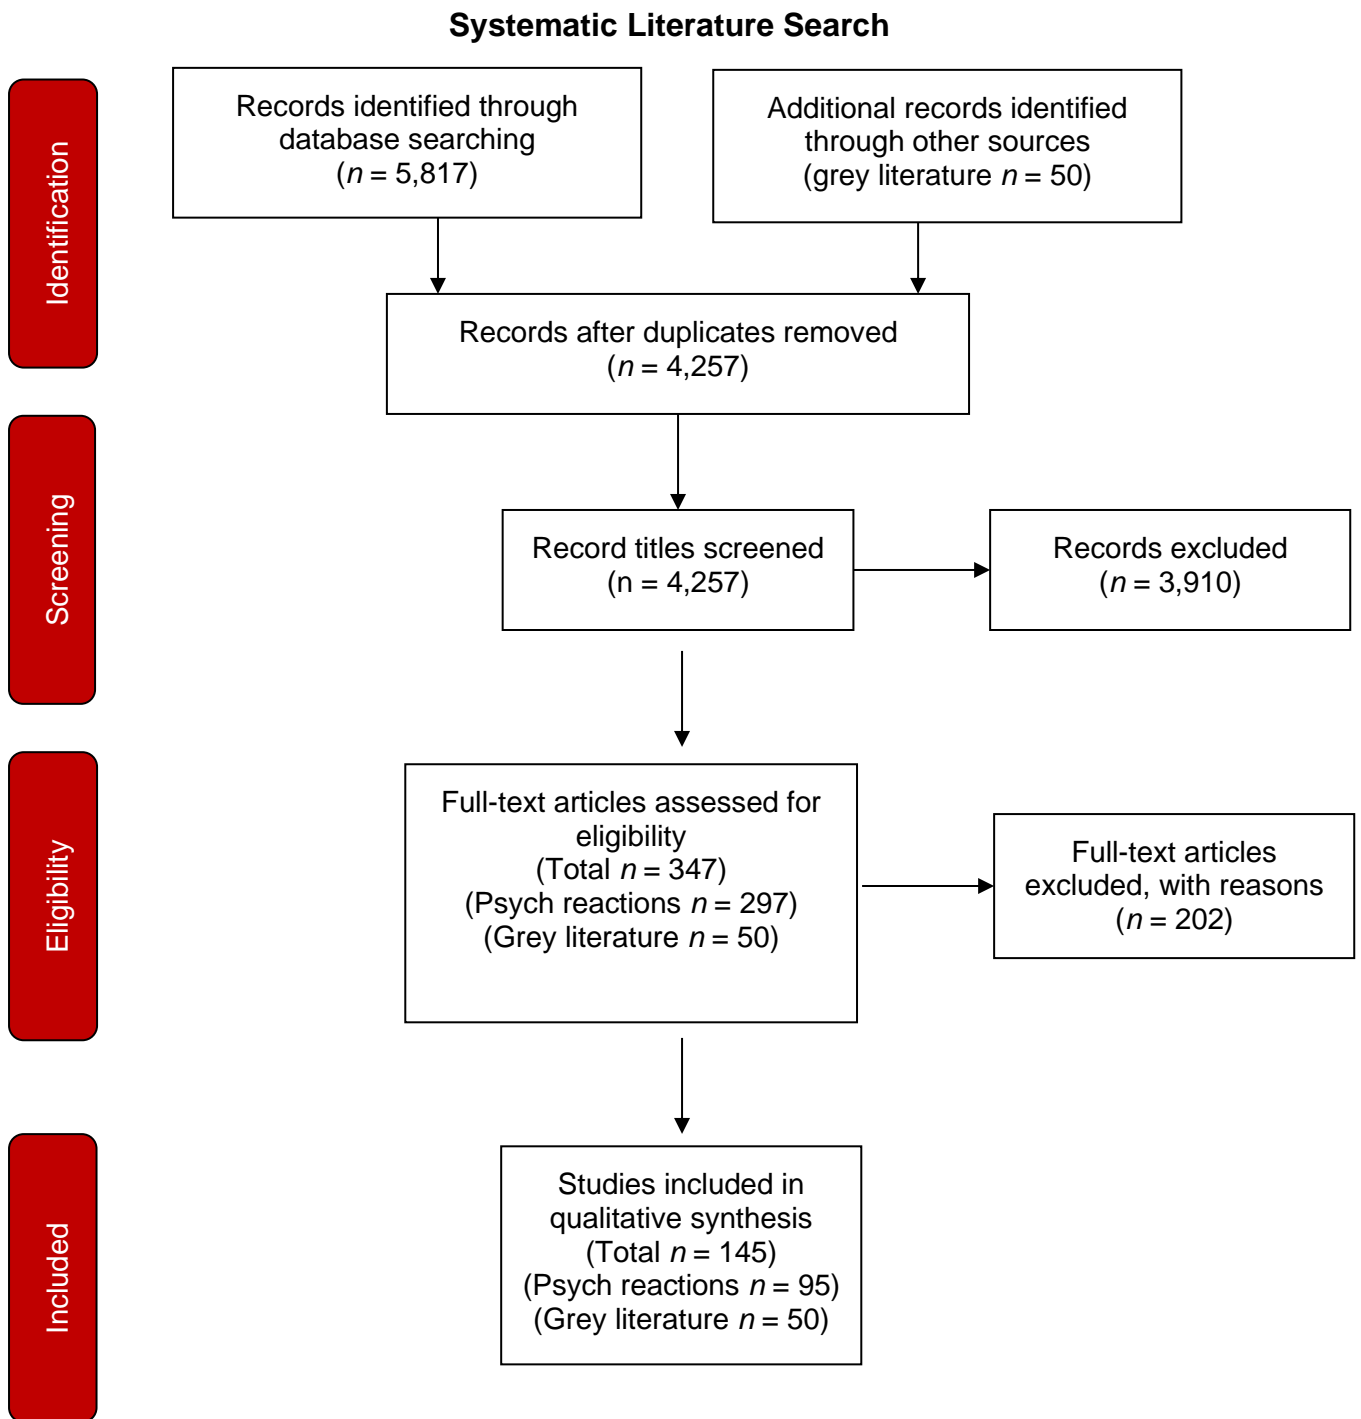 Systematic Literature Search
Identification
Records identified through
database searching
(n = 5,817)
Additional records identified
through other sources
(grey literature n = 50)
Records after duplicates removed
(n = 4,257)
Screening
Record titles screened
(n = 4,257)
Records excluded
(n = 3,910)
Eligibility
Full-text articles assessed for
eligibility
(Total n = 347)
(Psych reactions n = 297)
(Grey literature n = 50)
Full-text articles
excluded, with reasons
(n = 202)
Included
Studies included in
qualitative synthesis
(Total n = 145)
(Psych reactions n = 95)
(Grey literature n = 50)